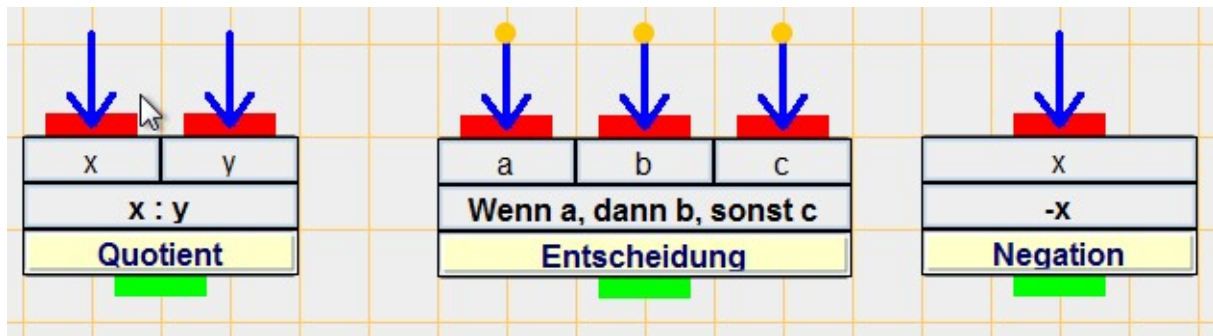 x y
x : y
Quotient
a b c
Wenn a, dann b, sonst c
Entscheidung
x
-x
Negation